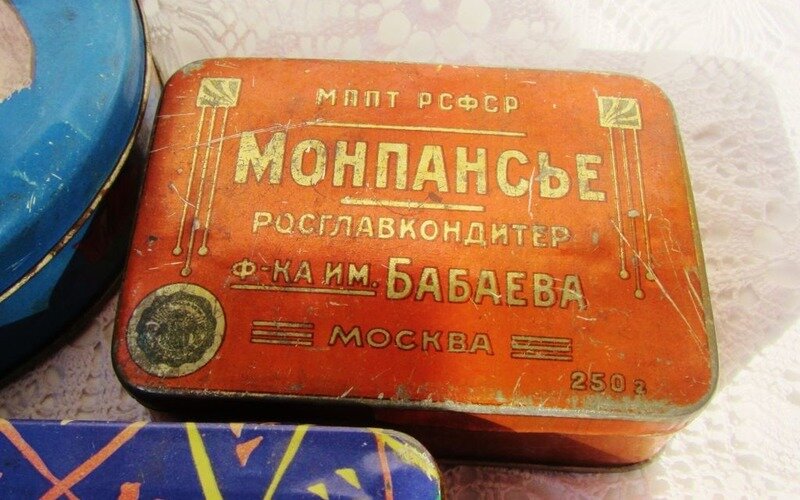 МППТ РСФСР
МОНПАНСЬЕ
РОСГЛАВКОНДИТЕР
Ф-КА ИМ. БАБАЕВА
МОСКВА
250 г